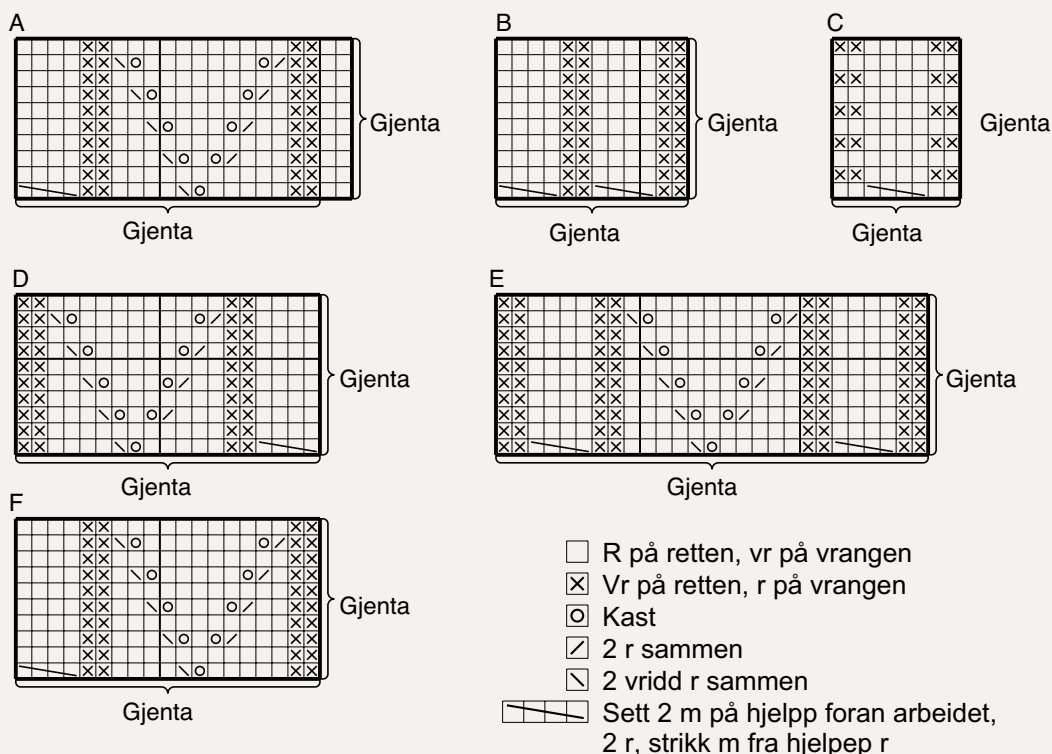 A
B
C
Gjenta
Gjenta
Gjenta
Gjenta
Gjenta
Gjenta
D
E
Gjenta
Gjenta
Gjenta
Gjenta
F
Gjenta
Gjenta
R på retten, vr på vrangen
Vr på retten, r på vrangen
Kast
2 r sammen
2 vridd r sammen
Sett 2 m på hjelpp foran arbeidet,
2 r, strikk m fra hjelpep r